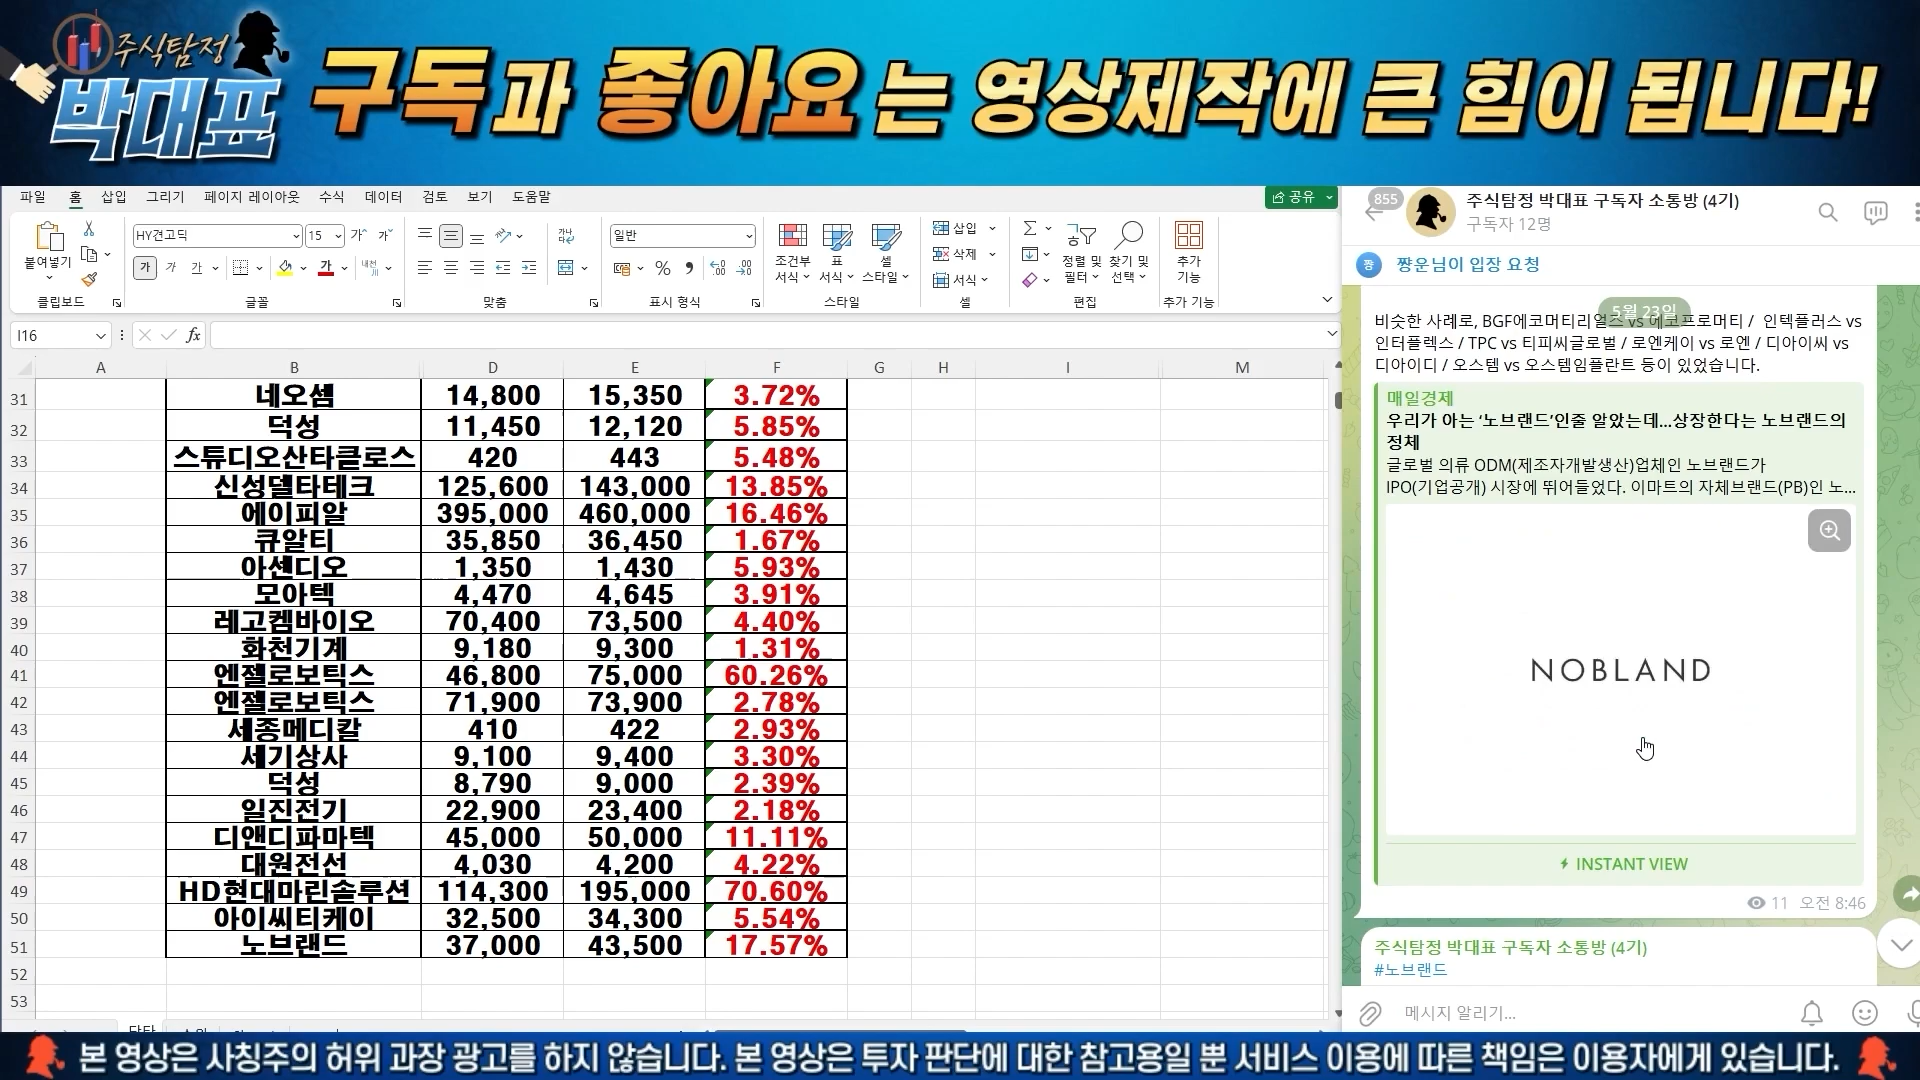 주식탐정
박대표
구독과 좋아요는 영상제작에 큰 힘이 됩니다!
파일 홈 삽입 그리기 페이지 레이아웃 수식 데이터 검토 보기 도움말
공유
붙여넣기
클립보드
HY견고딕 15 가 가
가 가 가 가 내천
글꼴
가나다
맞춤
일반
% 9
표시 형식
조건부 서식
표 서식
셀 스타일
스타일
삽입
삭제
서식
셀
정렬 및 필터
찾기 및 선택
편집
추가 기능
추가 기능
I16 fx
A B D E F G H I M
31 네오셈 14,800 15,350 3.72%
32 덕성 11,450 12,120 5.85%
33 스튜디오산타클로스 420 443 5.48%
34 신성델타테크 125,600 143,000 13.85%
35 에이피알 395,000 460,000 16.46%
36 큐알티 35,850 36,450 1.67%
37 아센디오 1,350 1,430 5.93%
38 모아텍 4,470 4,645 3.91%
39 레고켐바이오 70,400 73,500 4.40%
40 화천기계 9,180 9,300 1.31%
41 엔젤로보틱스 46,800 75,000 60.26%
42 엔젤로보틱스 71,900 73,900 2.78%
43 세종메디칼 410 422 2.93%
44 세기상사 9,100 9,400 3.30%
45 덕성 8,790 9,000 2.39%
46 일진전기 22,900 23,400 2.18%
47 디앤디파마텍 45,000 50,000 11.11%
48 대원전선 4,030 4,200 4.22%
49 HD현대마린솔루션 114,300 195,000 70.60%
50 아이씨티케이 32,500 34,300 5.54%
51 노브랜드 37,000 43,500 17.57%
52
53
855
주식탐정 박대표 구독자 소통방 (4기)
구독자 12명
짱 짱운님이 입장 요청
5월 23일
비슷한 사례로, BGF에코머티리얼즈 vs 에코프로머티 / 인텍플러스 vs
인터플렉스 / TPC vs 티피씨글로벌 / 로엔케이 vs 로엔 / 디아이씨 vs
디아이디 / 오스템 vs 오스템임플란트 등이 있었습니다.
매일경제
우리가 아는 ‘노브랜드’인줄 알았는데...상장한다는 노브랜드의
정체
글로벌 의류 ODM(제조자개발생산)업체인 노브랜드가
IPO(기업공개) 시장에 뛰어들었다. 이마트의 자체브랜드(PB)인 노...
NOBLAND
INSTANT VIEW
11 오전 8:46
주식탐정 박대표 구독자 소통방 (4기)
#노브랜드
메시지 알리기...
본 영상은 사칭주의 허위 과장 광고를 하지 않습니다. 본 영상은 투자 판단에 대한 참고용일 뿐 서비스 이용에 따른 책임은 이용자에게 있습니다.